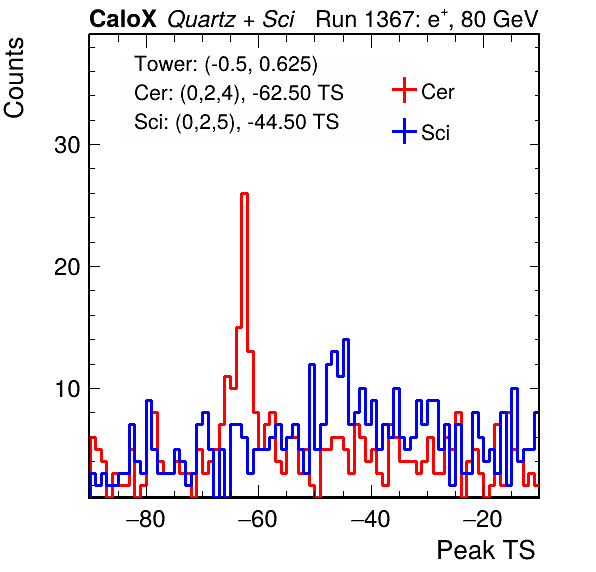 CaloX Quartz + Sci Run 1367: e+, 80 GeV
Counts
Tower: (-0.5, 0.625)
Cer: (0,2,4), -62.50 TS
Sci: (0,2,5), -44.50 TS
Cer
Sci
30
20
10
−80 −60 −40 −20
Peak TS